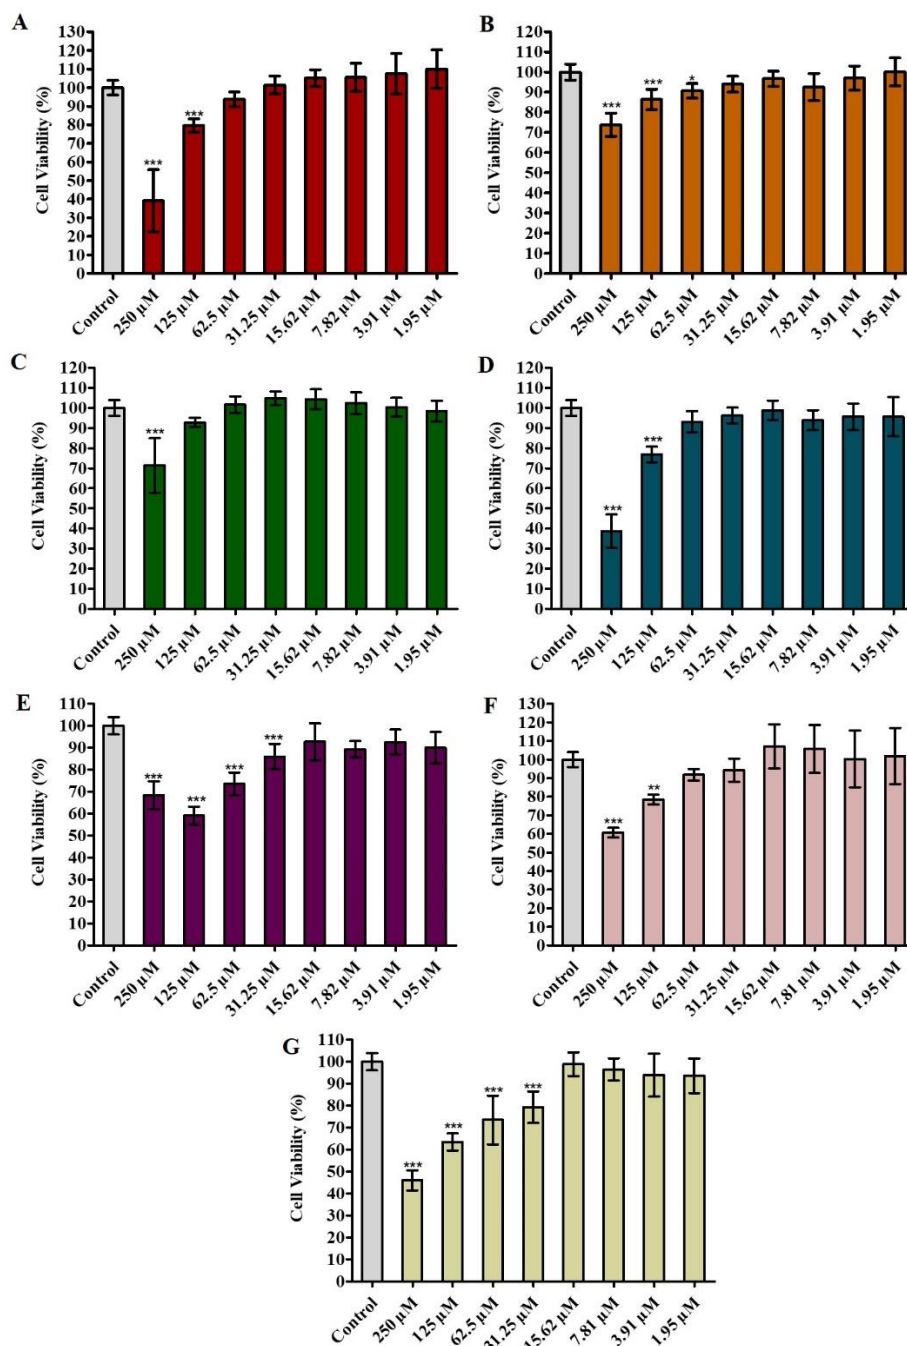 A
Cell Viability (%)
130
120
110
100
90
80
70
60
50
40
30
20
10
0
***
***
Control
250 µM
125 µM
62.5 µM
31.25 µM
15.62 µM
7.82 µM
3.91 µM
1.95 µM
B
Cell Viability (%)
120
110
100
90
80
70
60
50
40
30
20
10
0
***
***
*
Control
250 µM
125 µM
62.5 µM
31.25 µM
15.62 µM
7.82 µM
3.91 µM
1.95 µM
C
Cell Viability (%)
120
110
100
90
80
70
60
50
40
30
20
10
0
***
Control
250 µM
125 µM
62.5 µM
31.25 µM
15.62 µM
7.82 µM
3.91 µM
1.95 µM
D
Cell Viability (%)
120
110
100
90
80
70
60
50
40
30
20
10
0
***
***
Control
250 µM
125 µM
62.5 µM
31.25 µM
15.62 µM
7.82 µM
3.91 µM
1.95 µM
E
Cell Viability (%)
110
100
90
80
70
60
50
40
30
20
10
0
***
***
***
***
Control
250 µM
125 µM
62.5 µM
31.25 µM
15.62 µM
7.82 µM
3.91 µM
1.95 µM
F
Cell Viability (%)
130
120
110
100
90
80
70
60
50
40
30
20
10
0
***
**
Control
250 µM
125 µM
62.5 µM
31.25 µM
15.62 µM
7.81 µM
3.91 µM
1.95 µM
G
Cell Viability (%)
110
100
90
80
70
60
50
40
30
20
10
0
***
***
***
***
Control
250 µM
125 µM
62.5 µM
31.25 µM
15.62 µM
7.81 µM
3.91 µM
1.95 µM